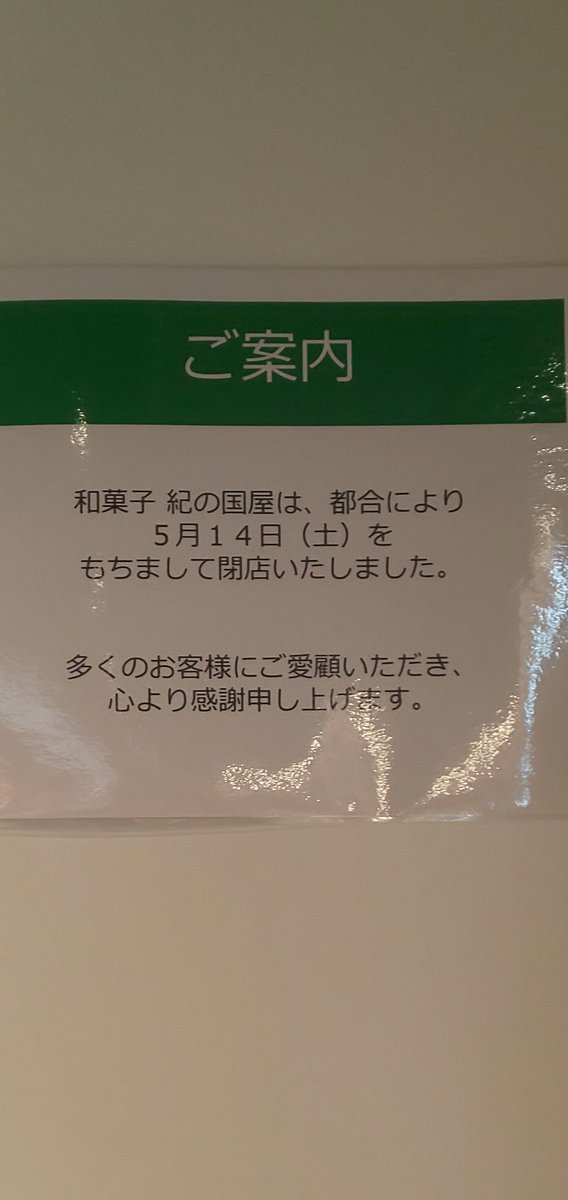 ご案内
和菓子 紀の国屋は、都合により
５月１４日（土）を
もちまして閉店いたしました。
多くのお客様にご愛顧いただき、
心より感謝申し上げます。